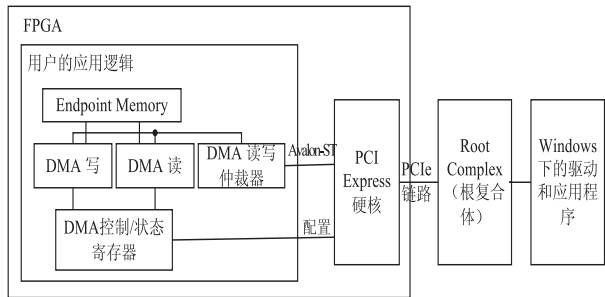 FPGA
用户的应用逻辑
Endpoint Memory
DMA 写
DMA 读
DMA 读写
仲裁器
Avalon-ST
DMA控制/状态
寄存器
配置
PCI
Express
硬核
PCIe
链路
Root
Complex
（根复合
体）
Windows
下的驱动
和应用程
序